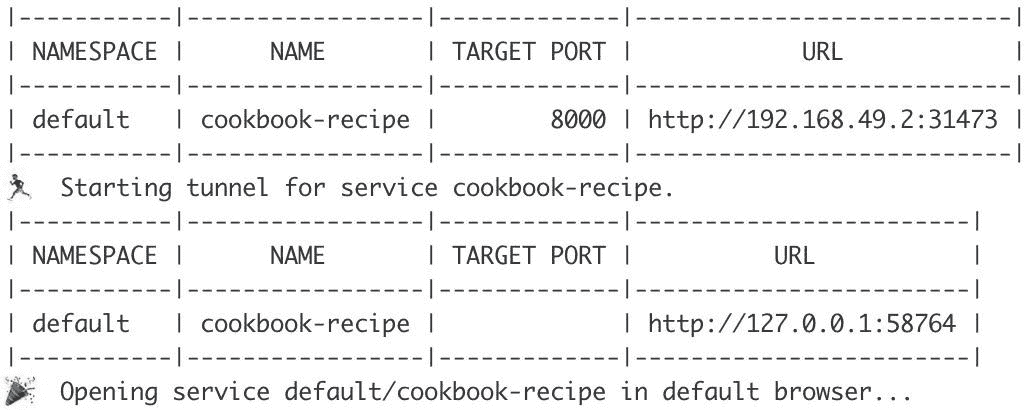 |-----------|-----------------|-------------|---------------------------|
| NAMESPACE |      NAME       | TARGET PORT |            URL            |
|-----------|-----------------|-------------|---------------------------|
| default   | cookbook-recipe |        8000 | http://192.168.49.2:31473 |
|-----------|-----------------|-------------|---------------------------|
🏃  Starting tunnel for service cookbook-recipe.
|-----------|-----------------|-------------|------------------------|
| NAMESPACE |      NAME       | TARGET PORT |          URL           |
|-----------|-----------------|-------------|------------------------|
| default   | cookbook-recipe |             | http://127.0.0.1:58764 |
|-----------|-----------------|-------------|------------------------|
🎉  Opening service default/cookbook-recipe in default browser...